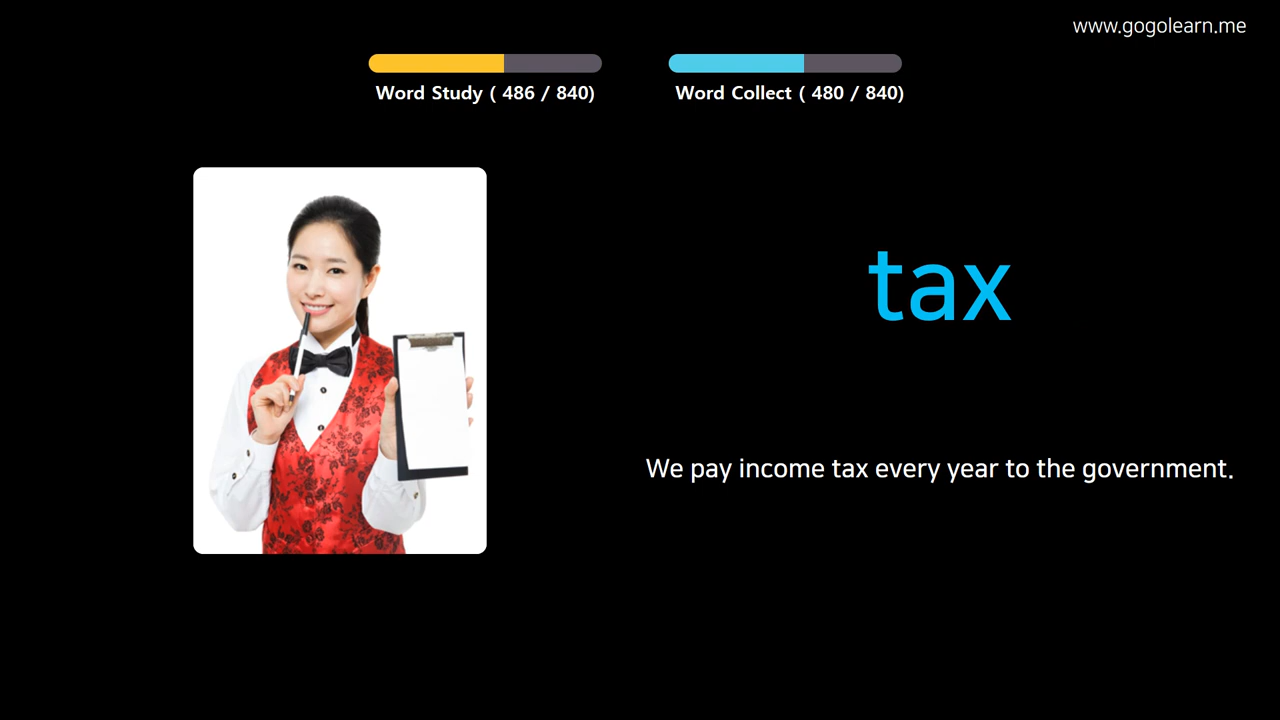 www.gogolearn.me
Word Study ( 486 / 840)
Word Collect ( 480 / 840)
tax
We pay income tax every year to the government.